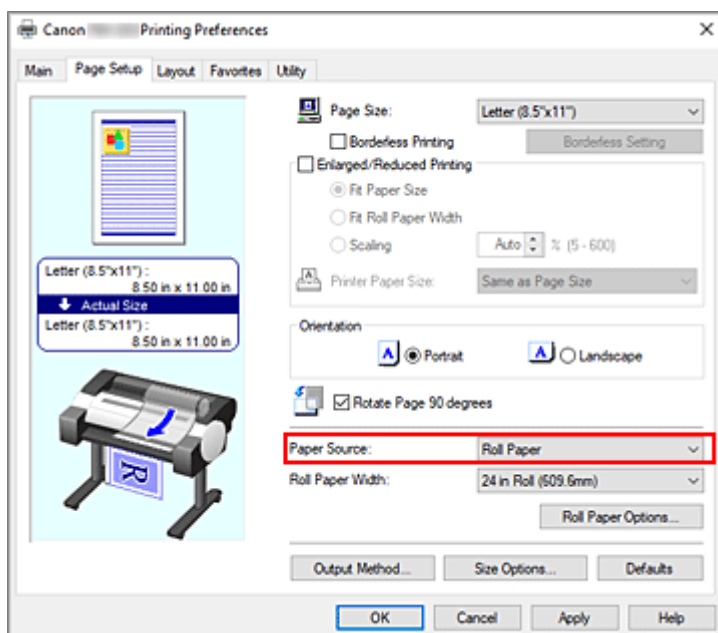 Canon Printing Preferences
Main Page Setup Layout Favorites Utility
Page Size: Letter (8.5"x11")
Borderless Printing Borderless Setting
Enlarged/Reduced Printing
Fit Paper Size
Fit Roll Paper Width
Scaling Auto % (5 - 600)
Printer Paper Size: Same as Page Size
Letter (8.5"x11") :
8.50 in x 11.00 in
Actual Size
Letter (8.5"x11") :
8.50 in x 11.00 in
Orientation
A Portrait A Landscape
Rotate Page 90 degrees
Paper Source: Roll Paper
Roll Paper Width: 24 in Roll (609.6mm)
R
Roll Paper Options...
Output Method... Size Options... Defaults
OK Cancel Apply Help